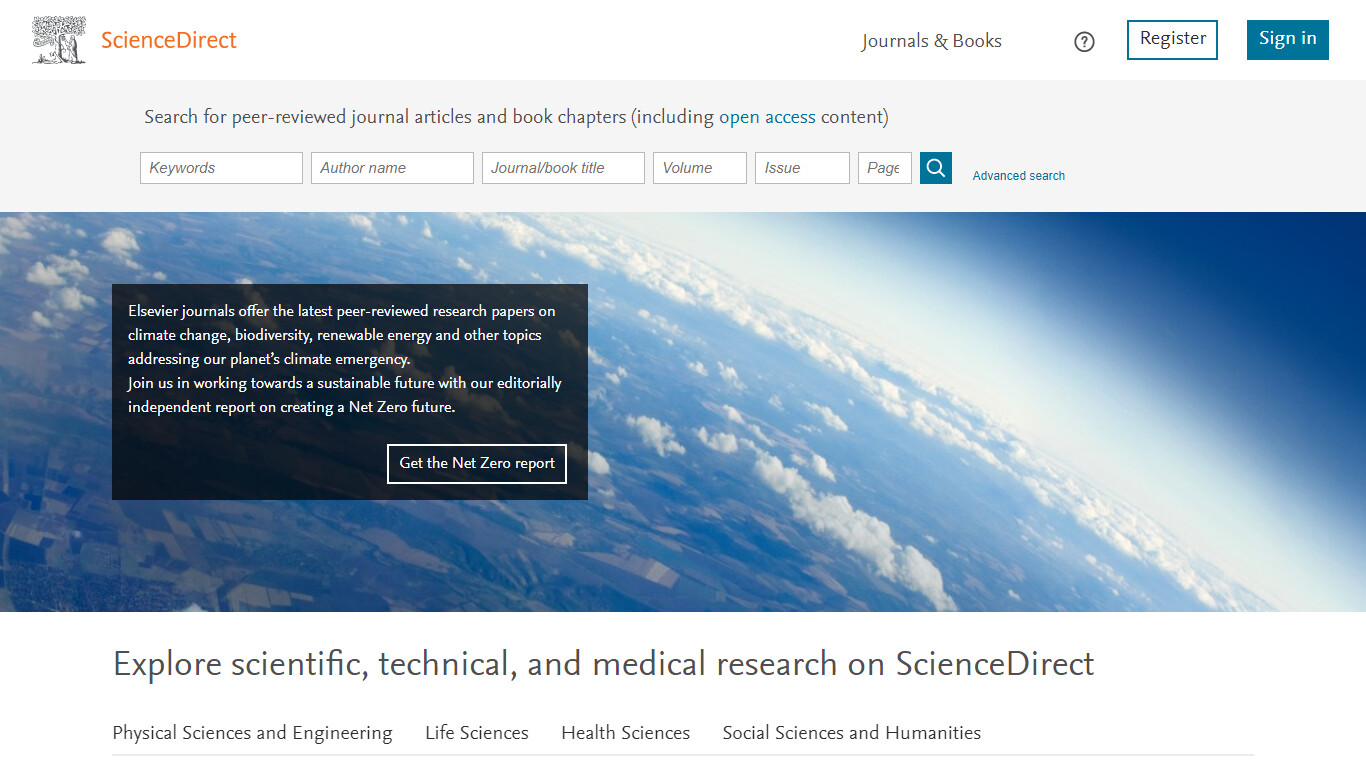 ScienceDirect
Journals & Books
?
Register
Sign in
Search for peer-reviewed journal articles and book chapters (including open access content)
Keywords
Author name
Journal/book title
Volume
Issue
Page
Advanced search
Elsevier journals offer the latest peer-reviewed research papers on
climate change, biodiversity, renewable energy and other topics
addressing our planet’s climate emergency.
Join us in working towards a sustainable future with our editorially
independent report on creating a Net Zero future.
Get the Net Zero report
Explore scientific, technical, and medical research on ScienceDirect
Physical Sciences and Engineering
Life Sciences
Health Sciences
Social Sciences and Humanities